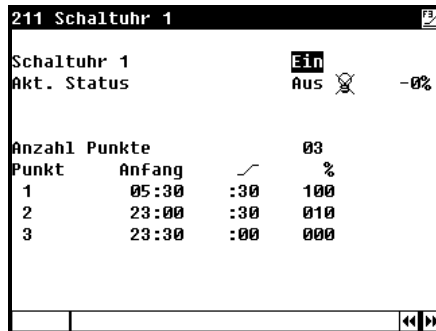 211 Schaltuhr 1 F3
Schaltuhr 1 Ein
Akt. Status Aus -0%
Anzahl Punkte 03
Punkt Anfang %
1 05:30 :30 100
2 23:00 :30 010
3 23:30 :00 000